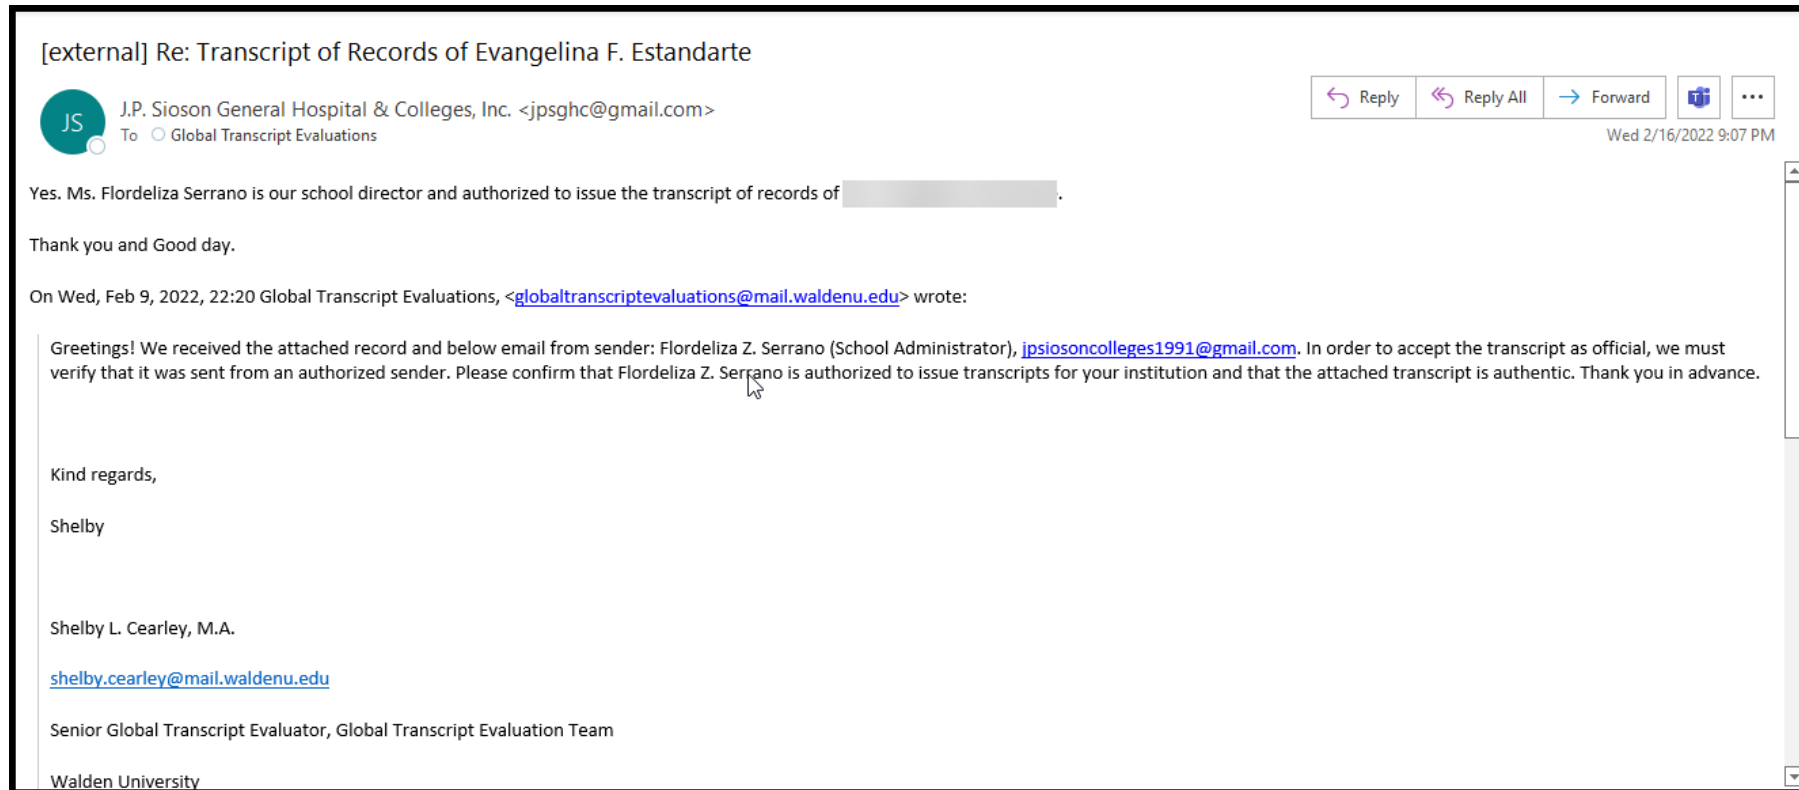 [external] Re: Transcript of Records of Evangelina F. Estandarte
JS
J.P. Sioson General Hospital & Colleges, Inc. <jpsghc@gmail.com>
To Global Transcript Evaluations
Reply
Reply All
Forward
Wed 2/16/2022 9:07 PM
Yes. Ms. Flordeliza Serrano is our school director and authorized to issue the transcript of records of .
Thank you and Good day.
On Wed, Feb 9, 2022, 22:20 Global Transcript Evaluations, <globaltranscriptevaluations@mail.waldenu.edu> wrote:
Greetings! We received the attached record and below email from sender: Flordeliza Z. Serrano (School Administrator), jpsiosoncolleges1991@gmail.com. In order to accept the transcript as official, we must
verify that it was sent from an authorized sender. Please confirm that Flordeliza Z. Serrano is authorized to issue transcripts for your institution and that the attached transcript is authentic. Thank you in advance.
Kind regards,
Shelby
Shelby L. Cearley, M.A.
shelby.cearley@mail.waldenu.edu
Senior Global Transcript Evaluator, Global Transcript Evaluation Team
Walden University